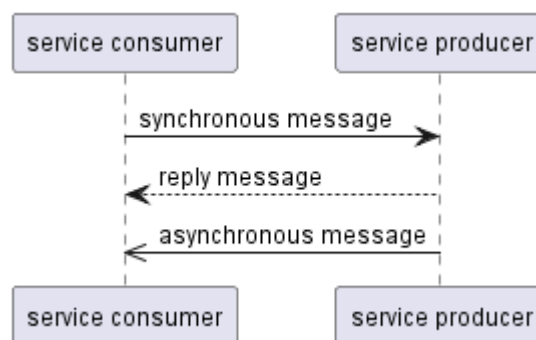 service consumer
service producer
synchronous message
reply message
asynchronous message
service consumer
service producer